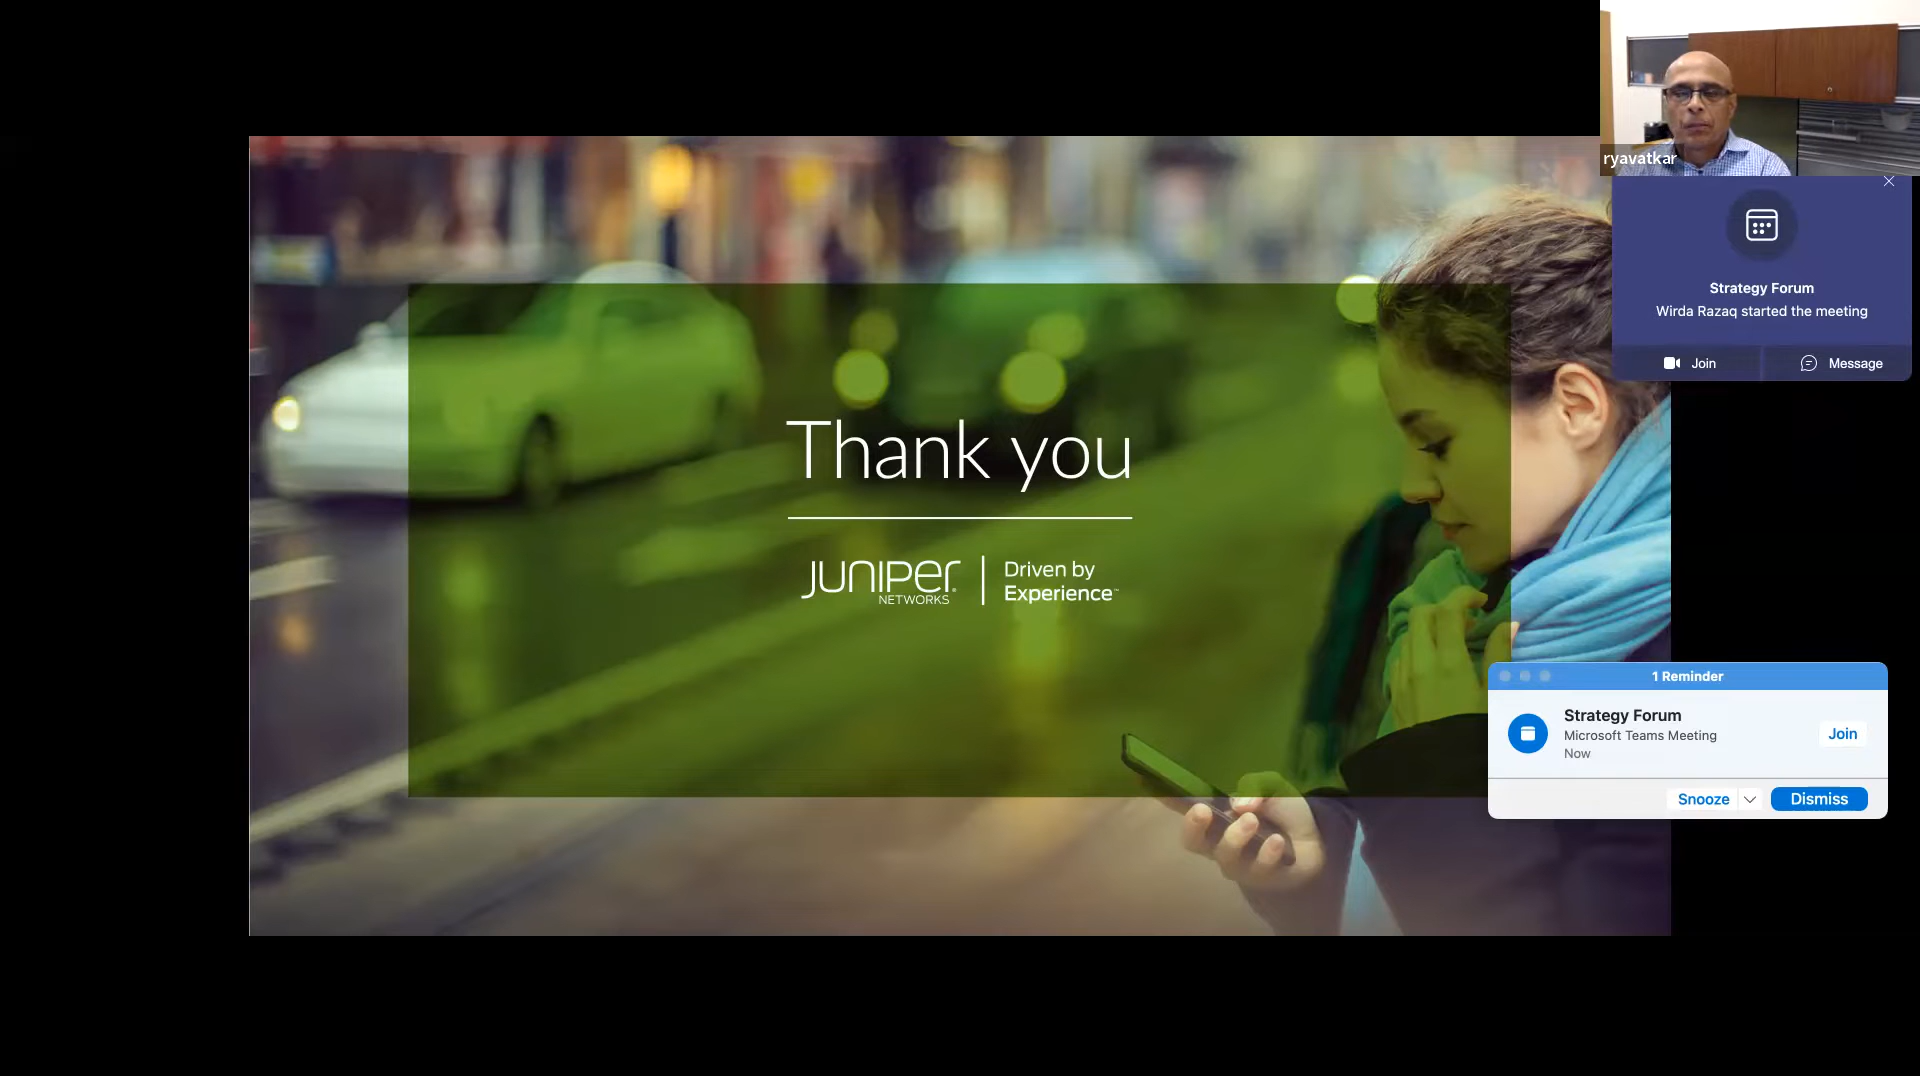 ryavatkar
Strategy Forum
Wirda Razaq started the meeting
Join
Message
Thank you
JUNIPER
NETWORKS
Driven by
Experience™
1 Reminder
Strategy Forum
Microsoft Teams Meeting
Now
Join
Snooze
Dismiss